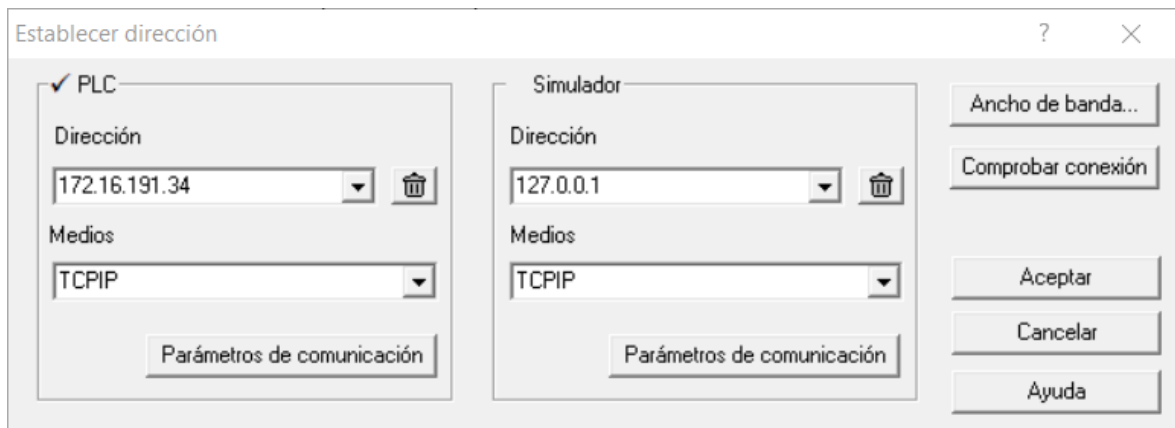 Establecer dirección
PLC
Dirección
172.16.191.34
Medios
TCPIP
Parámetros de comunicación
Simulador
Dirección
127.0.0.1
Medios
TCPIP
Parámetros de comunicación
Ancho de banda...
Comprobar conexión
Aceptar
Cancelar
Ayuda